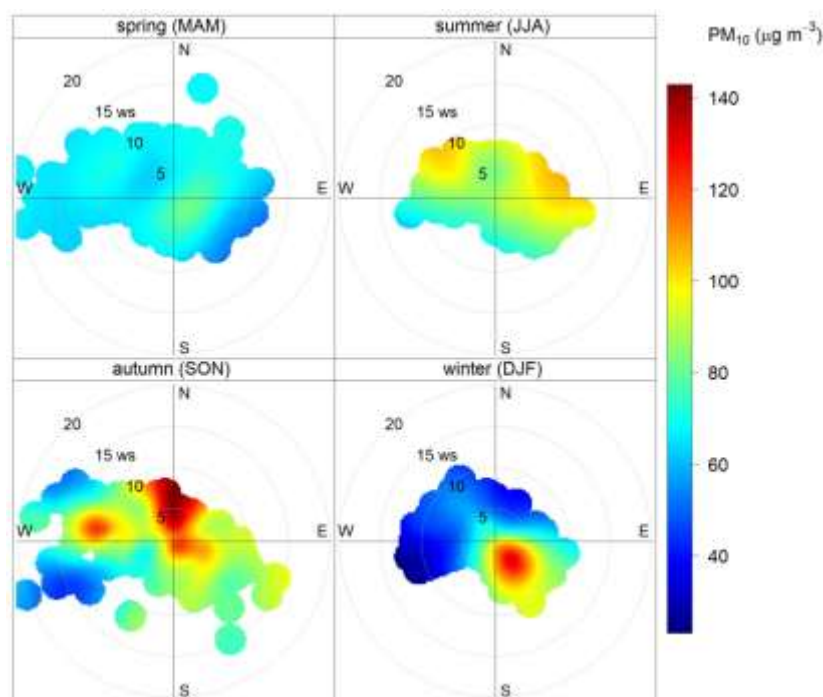 spring (MAM)
summer (JJA)
PM10 (μg m−3)
N
20
15 ws
10
5
W
E
S
N
20
15 ws
10
5
W
E
S
autumn (SON)
winter (DJF)
N
20
15 ws
10
5
W
E
S
N
20
15 ws
10
5
W
E
S
140
120
100
80
60
40